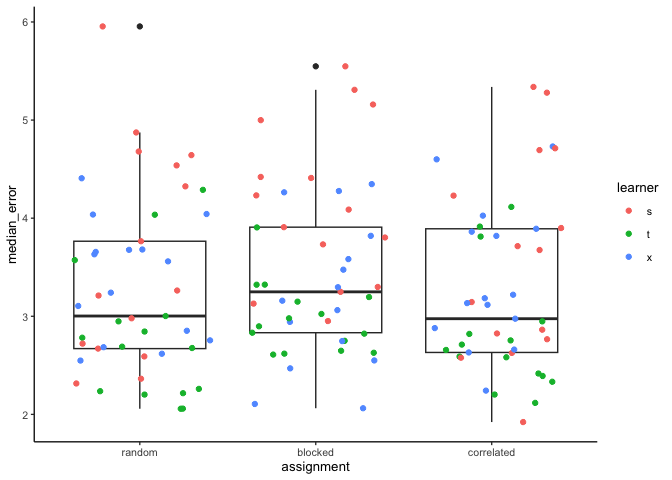 6
5
4
3
2
median_error
random
blocked
correlated
assignment
learner
s
t
x